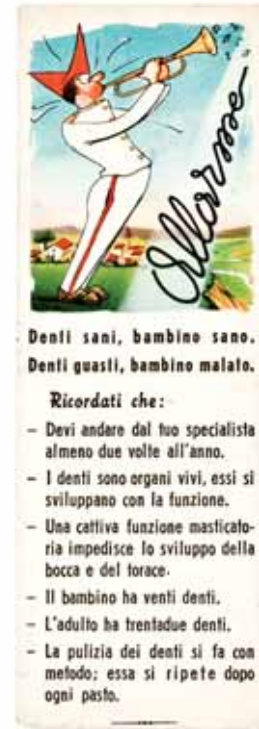 Allarme
Denti sani, bambino sano.
Denti guasti, bambino malato.
Ricordati che:
– Devi andare dal tuo specialista
almeno due volte all'anno.
– I denti sono organi vivi, essi si
sviluppano con la funzione.
– Una cattiva funzione masticato-
ria impedisce lo sviluppo della
bocca e del torace.
– Il bambino ha venti denti.
– L'adulto ha trentadue denti.
– La pulizia dei denti si fa con
metodo; essa si ripete dopo
ogni pasto.